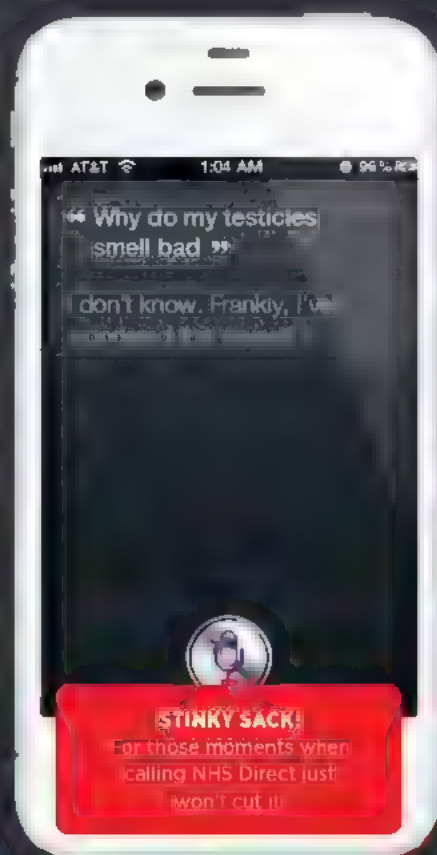 AT&T 1:04 AM 96%
“ Why do my testicles
smell bad ”
I don't know. Frankly, I've
STINKY SACK!
For those moments when
calling NHS Direct just
won't cut it